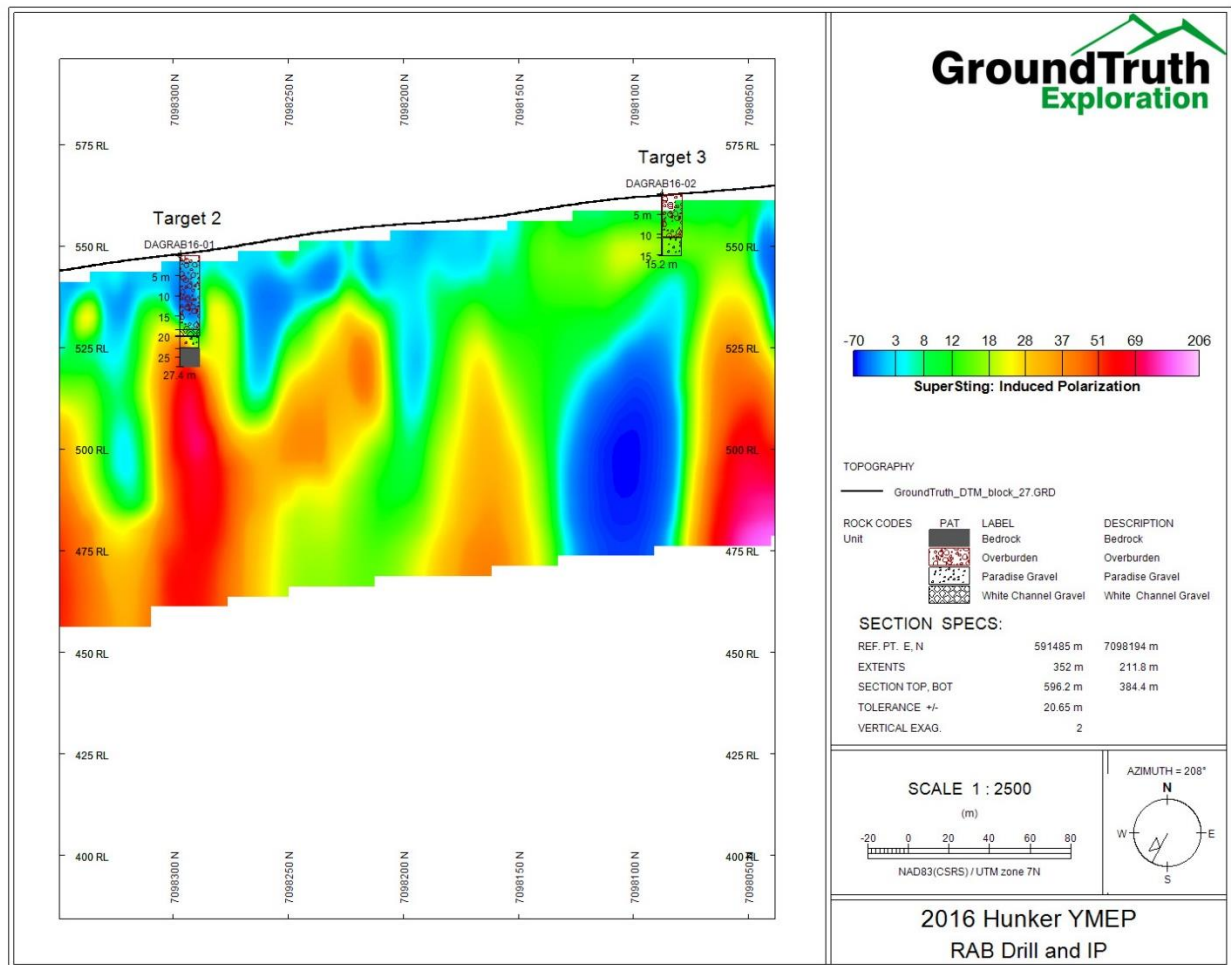 7098300 N
7098250 N
7098200 N
7098150 N
7098100 N
7098050 N
575 RL
575 RL
Target 3
DAGRAB16-02
5 m
10
15
15.2 m
Target 2
DAGRAB16-01
5 m
10
15
20
25
27.4 m
550 RL
550 RL
525 RL
525 RL
500 RL
500 RL
475 RL
475 RL
450 RL
450 RL
425 RL
425 RL
400 RL
400 RL
7098300 N
7098250 N
7098200 N
7098150 N
7098100 N
7098050 N
GroundTruth
Exploration
-70 3 8 12 18 28 37 51 69 206
SuperSting: Induced Polarization
TOPOGRAPHY
GroundTruth_DTM_block_27.GRD
ROCK CODES PAT LABEL DESCRIPTION
Unit Bedrock Bedrock
Overburden Overburden
Paradise Gravel Paradise Gravel
White Channel Gravel White Channel Gravel
SECTION SPECS:
REF. PT. E, N 591485 m 7098194 m
EXTENTS 352 m 211.8 m
SECTION TOP, BOT 596.2 m 384.4 m
TOLERANCE +/- 20.65 m
VERTICAL EXAG. 2
SCALE 1 : 2500
(m)
-20 0 20 40 60 80
NAD83(CSRS) / UTM zone 7N
AZIMUTH = 208°
N
W E
S
2016 Hunker YMEP
RAB Drill and IP